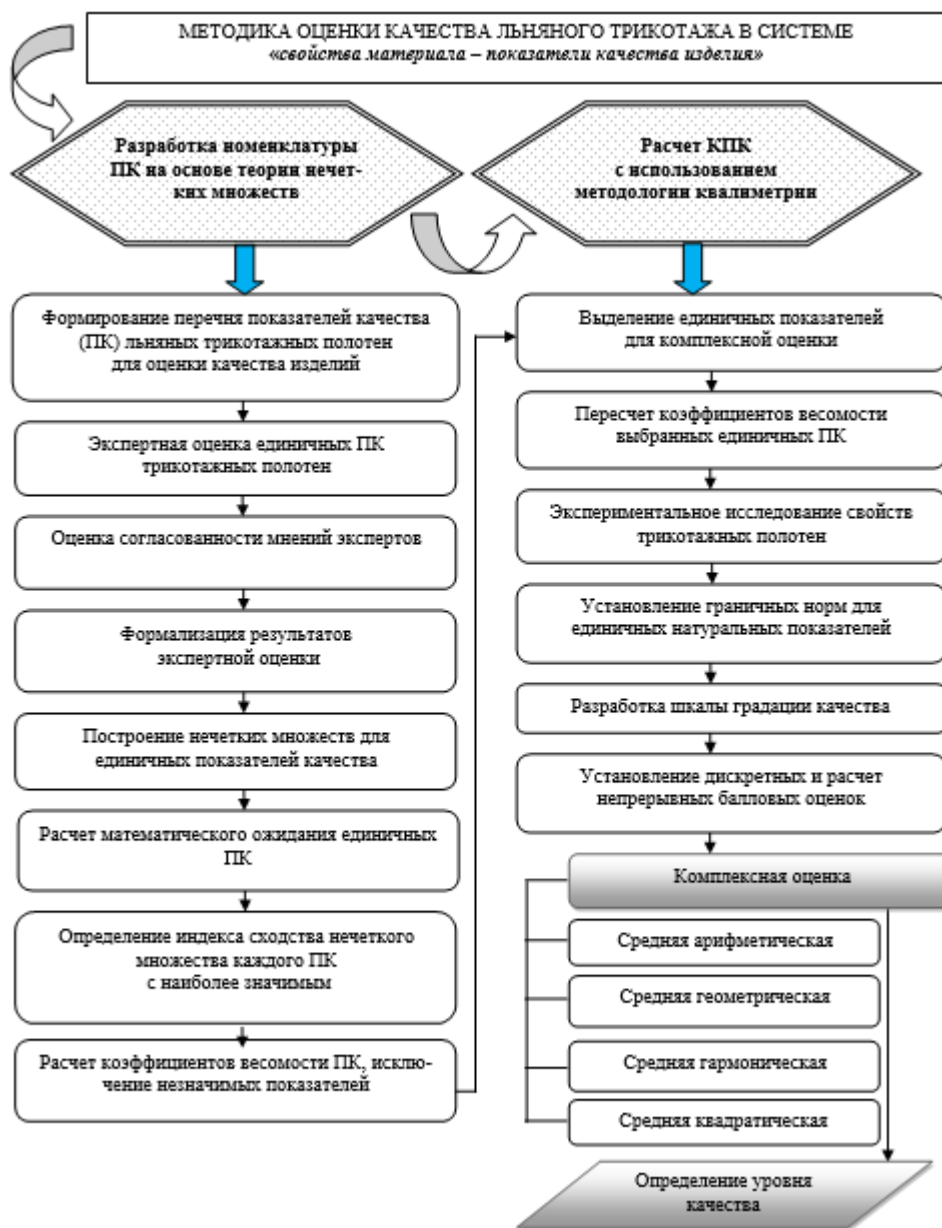 МЕТОДИКА ОЦЕНКИ КАЧЕСТВА ЛЬНЯНОГО ТРИКОТАЖА В СИСТЕМЕ
«свойства материала – показатели качества изделия»
Разработка номенклатуры
ПК на основе теории нечет-
ких множеств
Расчет КПК
с использованием
методологии квалиметрии
Формирование перечня показателей качества
(ПК) льняных трикотажных полотен
для оценки качества изделий
Экспертная оценка единичных ПК
трикотажных полотен
Оценка согласованности мнений экспертов
Формализация результатов
экспертной оценки
Построение нечетких множеств для
единичных показателей качества
Расчет математического ожидания единичных
ПК
Определение индекса сходства нечеткого
множества каждого ПК
с наиболее значимым
Расчет коэффициентов весомости ПК, исклю-
чение незначимых показателей
Выделение единичных показателей
для комплексной оценки
Пересчет коэффициентов весомости
выбранных единичных ПК
Экспериментальное исследование свойств
трикотажных полотен
Установление граничных норм для
единичных натуральных показателей
Разработка шкалы градации качества
Установление дискретных и расчет
непрерывных балловых оценок
Комплексная оценка
Средняя арифметическая
Средняя геометрическая
Средняя гармоническая
Средняя квадратическая
Определение уровня
качества